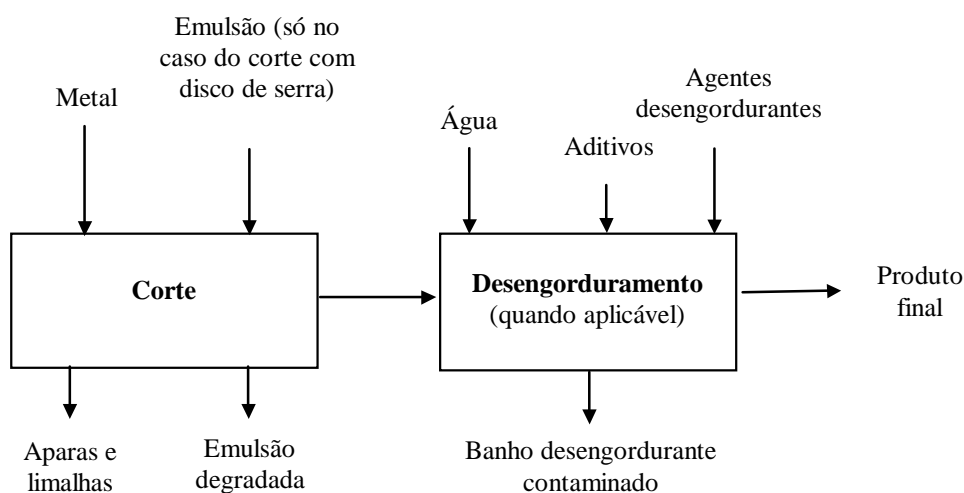 Emulsão (só no
caso do corte com
disco de serra)
Metal
Água
Aditivos
Agentes
desengordurantes
Corte
Desengorduramento
(quando aplicável)
Produto
final
Aparas e
limalhas
Emulsão
degradada
Banho desengordurante
contaminado